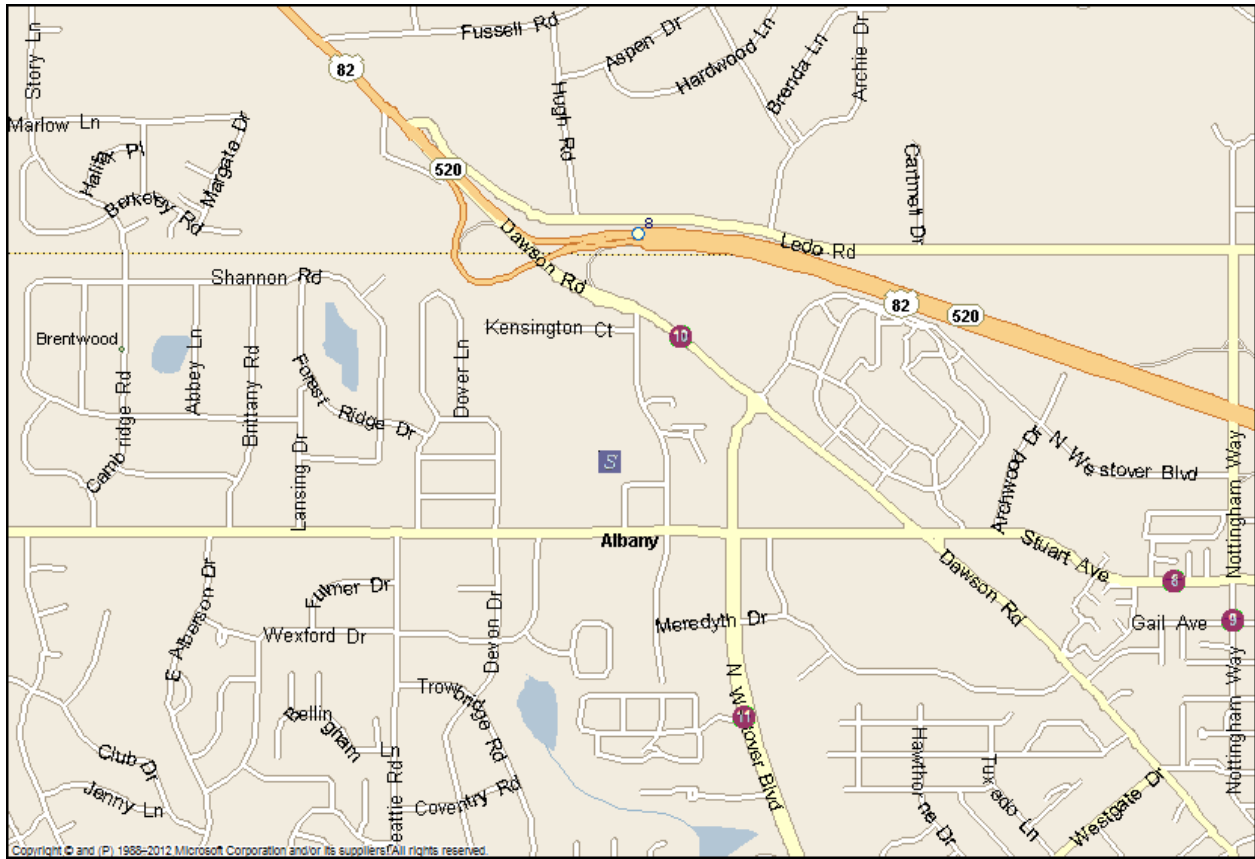 Fussell Rd
Aspen Dr
Hardwood Ln
Brenda Ln
Archie Dr
Story Ln
82
Hugh Rd
Marlow Ln
Halifax Pl
Margate Dr
Berkeley Rd
520
Cartmell Dr
8
Dawson Rd
Ledo Rd
Shannon Rd
82
520
Kensington Ct
10
Brentwood
Abbey Ln
Brittany Rd
Forest Ridge Dr
Dover Ln
Cambridge Rd
Lansing Dr
S
N Westover Blvd
Archwood Dr
Nottingham Way
Albany
Stuart Ave
8
Dawson Rd
Gail Ave
9
E Alberson Dr
Fulmer Dr
Wexford Dr
Devon Dr
Meredyth Dr
Trowbridge Rd
Bellingham Ln
N Westover Blvd
11
Nottingham Way
Club Dr
Jenny Ln
eattie Rd
Coventry Rd
Hawthorne Dr
Tuxedo Ln
Westgate Dr
Copyright © and (P) 1988–2012 Microsoft Corporation and/or its suppliers. All rights reserved.